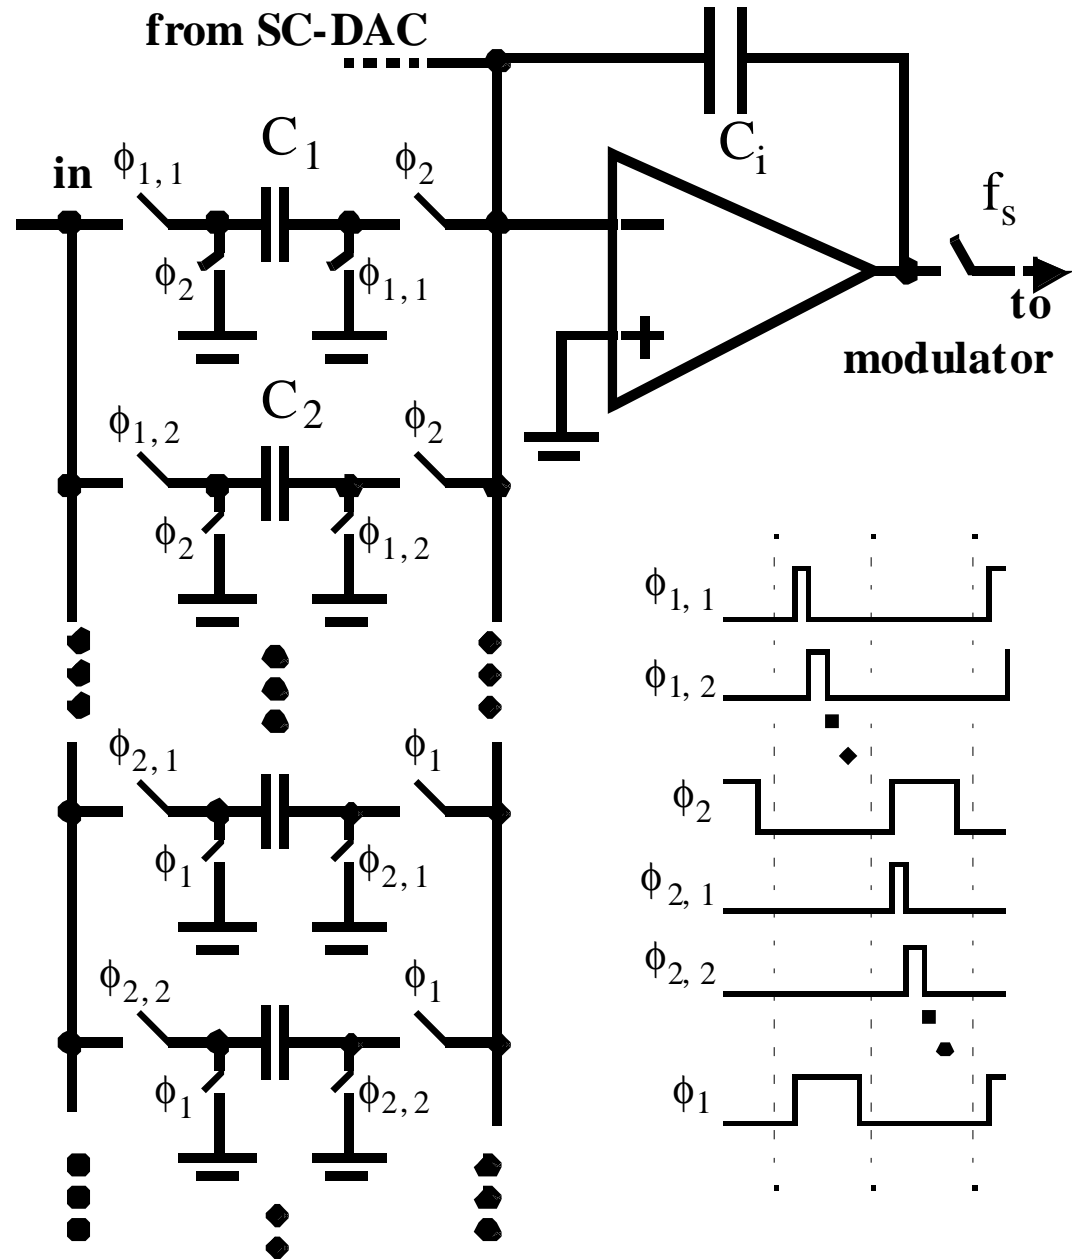 from SC-DAC
C₁
Cᵢ
in
ϕ₁,₁
ϕ₂
fₛ
ϕ₂
ϕ₁,₁
to
modulator
C₂
ϕ₁,₂
ϕ₂
ϕ₂
ϕ₁,₂
ϕ₁,₁
ϕ₁,₂
ϕ₂,₁
ϕ₁
ϕ₂
ϕ₁
ϕ₂,₁
ϕ₂,₁
ϕ₂,₂
ϕ₁
ϕ₂,₂
ϕ₁
ϕ₂,₂
ϕ₁